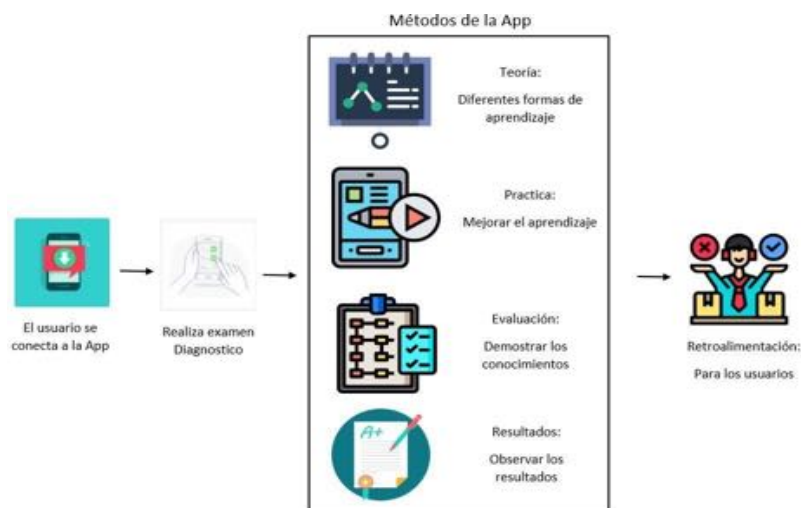 Métodos de la App
Teoría:
Diferentes formas de
aprendizaje
Practica:
Mejorar el aprendizaje
El usuario se
conecta a la App
Realiza examen
Diagnostico
Evaluación:
Demostrar los
conocimientos
Retroalimentación:
Para los usuarios
A+
Resultados:
Observar los
resultados